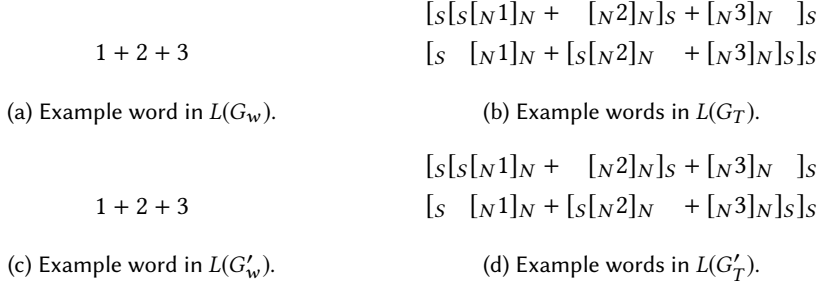 [S[S[N1]N + [N2]N]S + [N3]N ]S
1 + 2 + 3
[S [N1]N + [S[N2]N + [N3]N]S]S
(a) Example word in L(Gw).
(b) Example words in L(GT).
[S[S[N1]N + [N2]N]S + [N3]N ]S
1 + 2 + 3
[S [N1]N + [S[N2]N + [N3]N]S]S
(c) Example word in L(G′w).
(d) Example words in L(G′T).